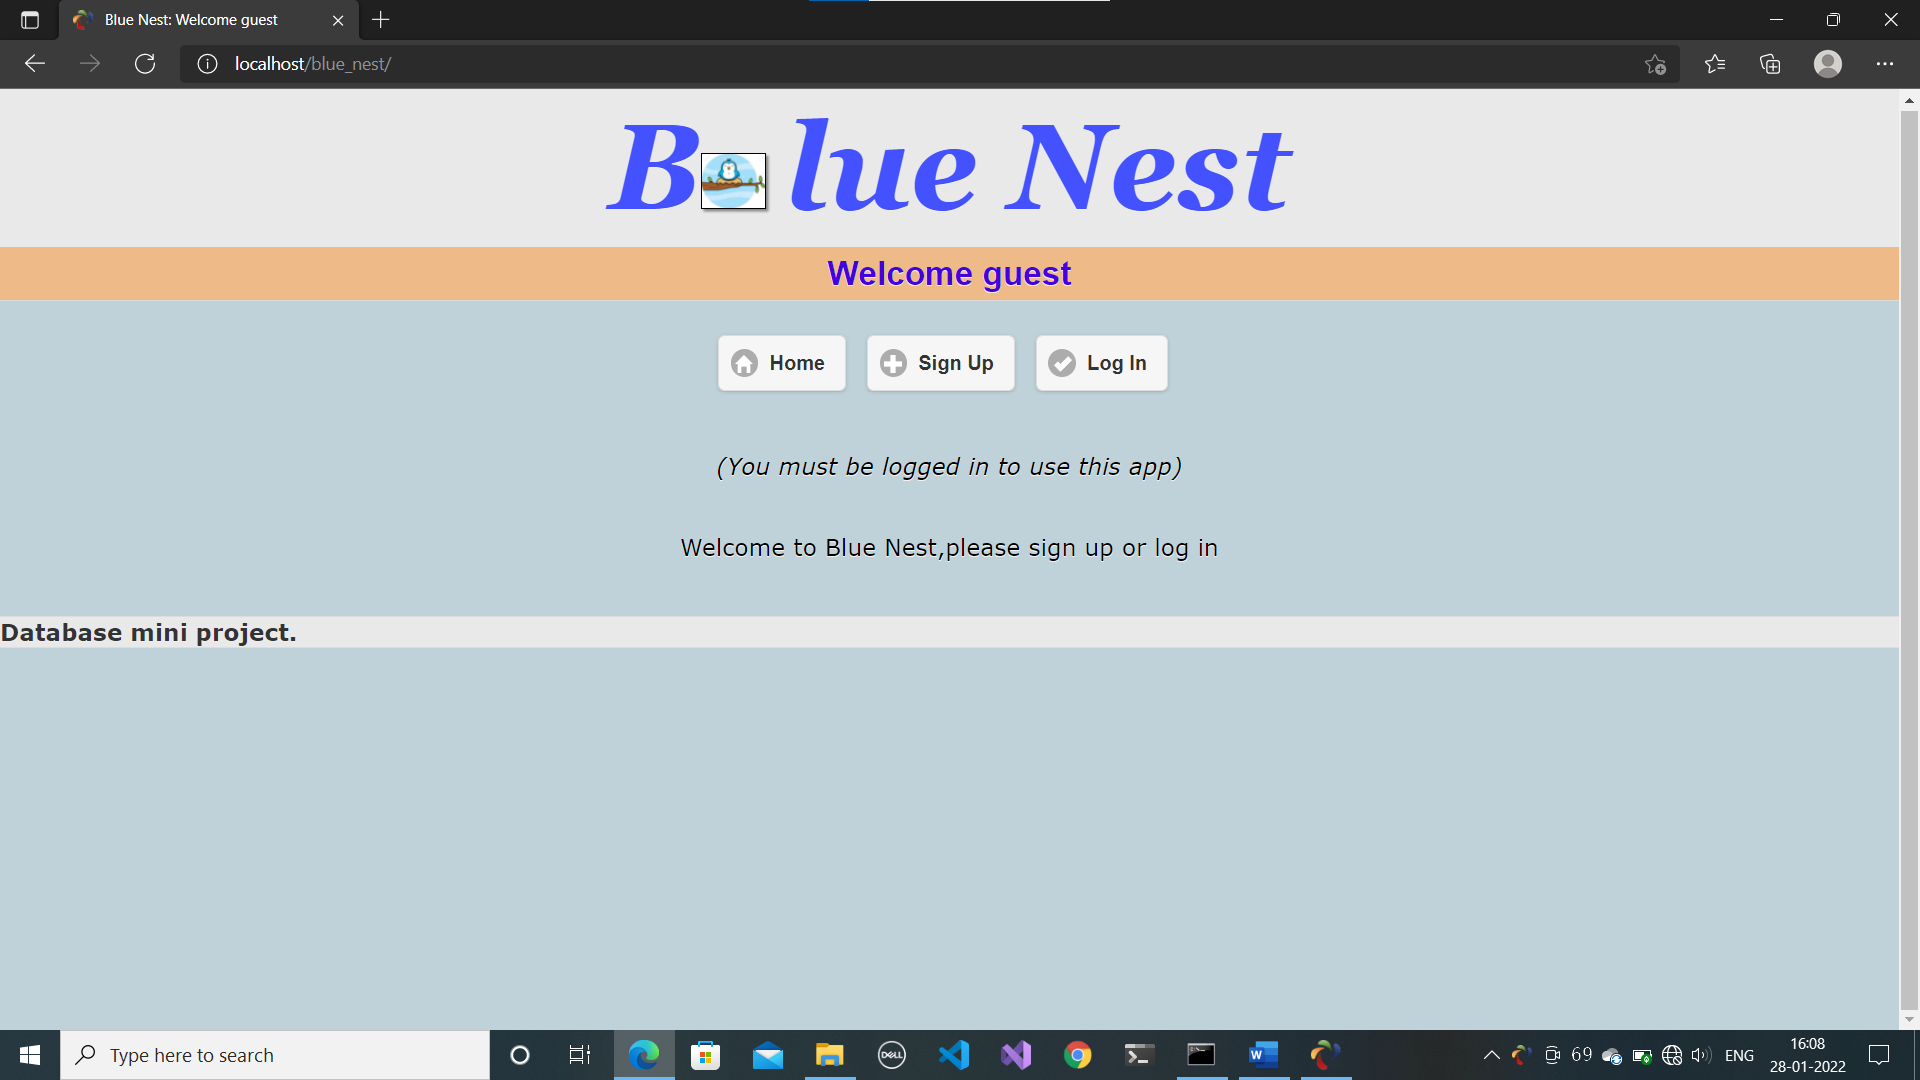 Blue Nest: Welcome guest
localhost/blue_nest/
B lue Nest
Welcome guest
Home Sign Up Log In
(You must be logged in to use this app)
Welcome to Blue Nest,please sign up or log in
Database mini project.
Type here to search
DELL
69
ENG
16:08
28-01-2022